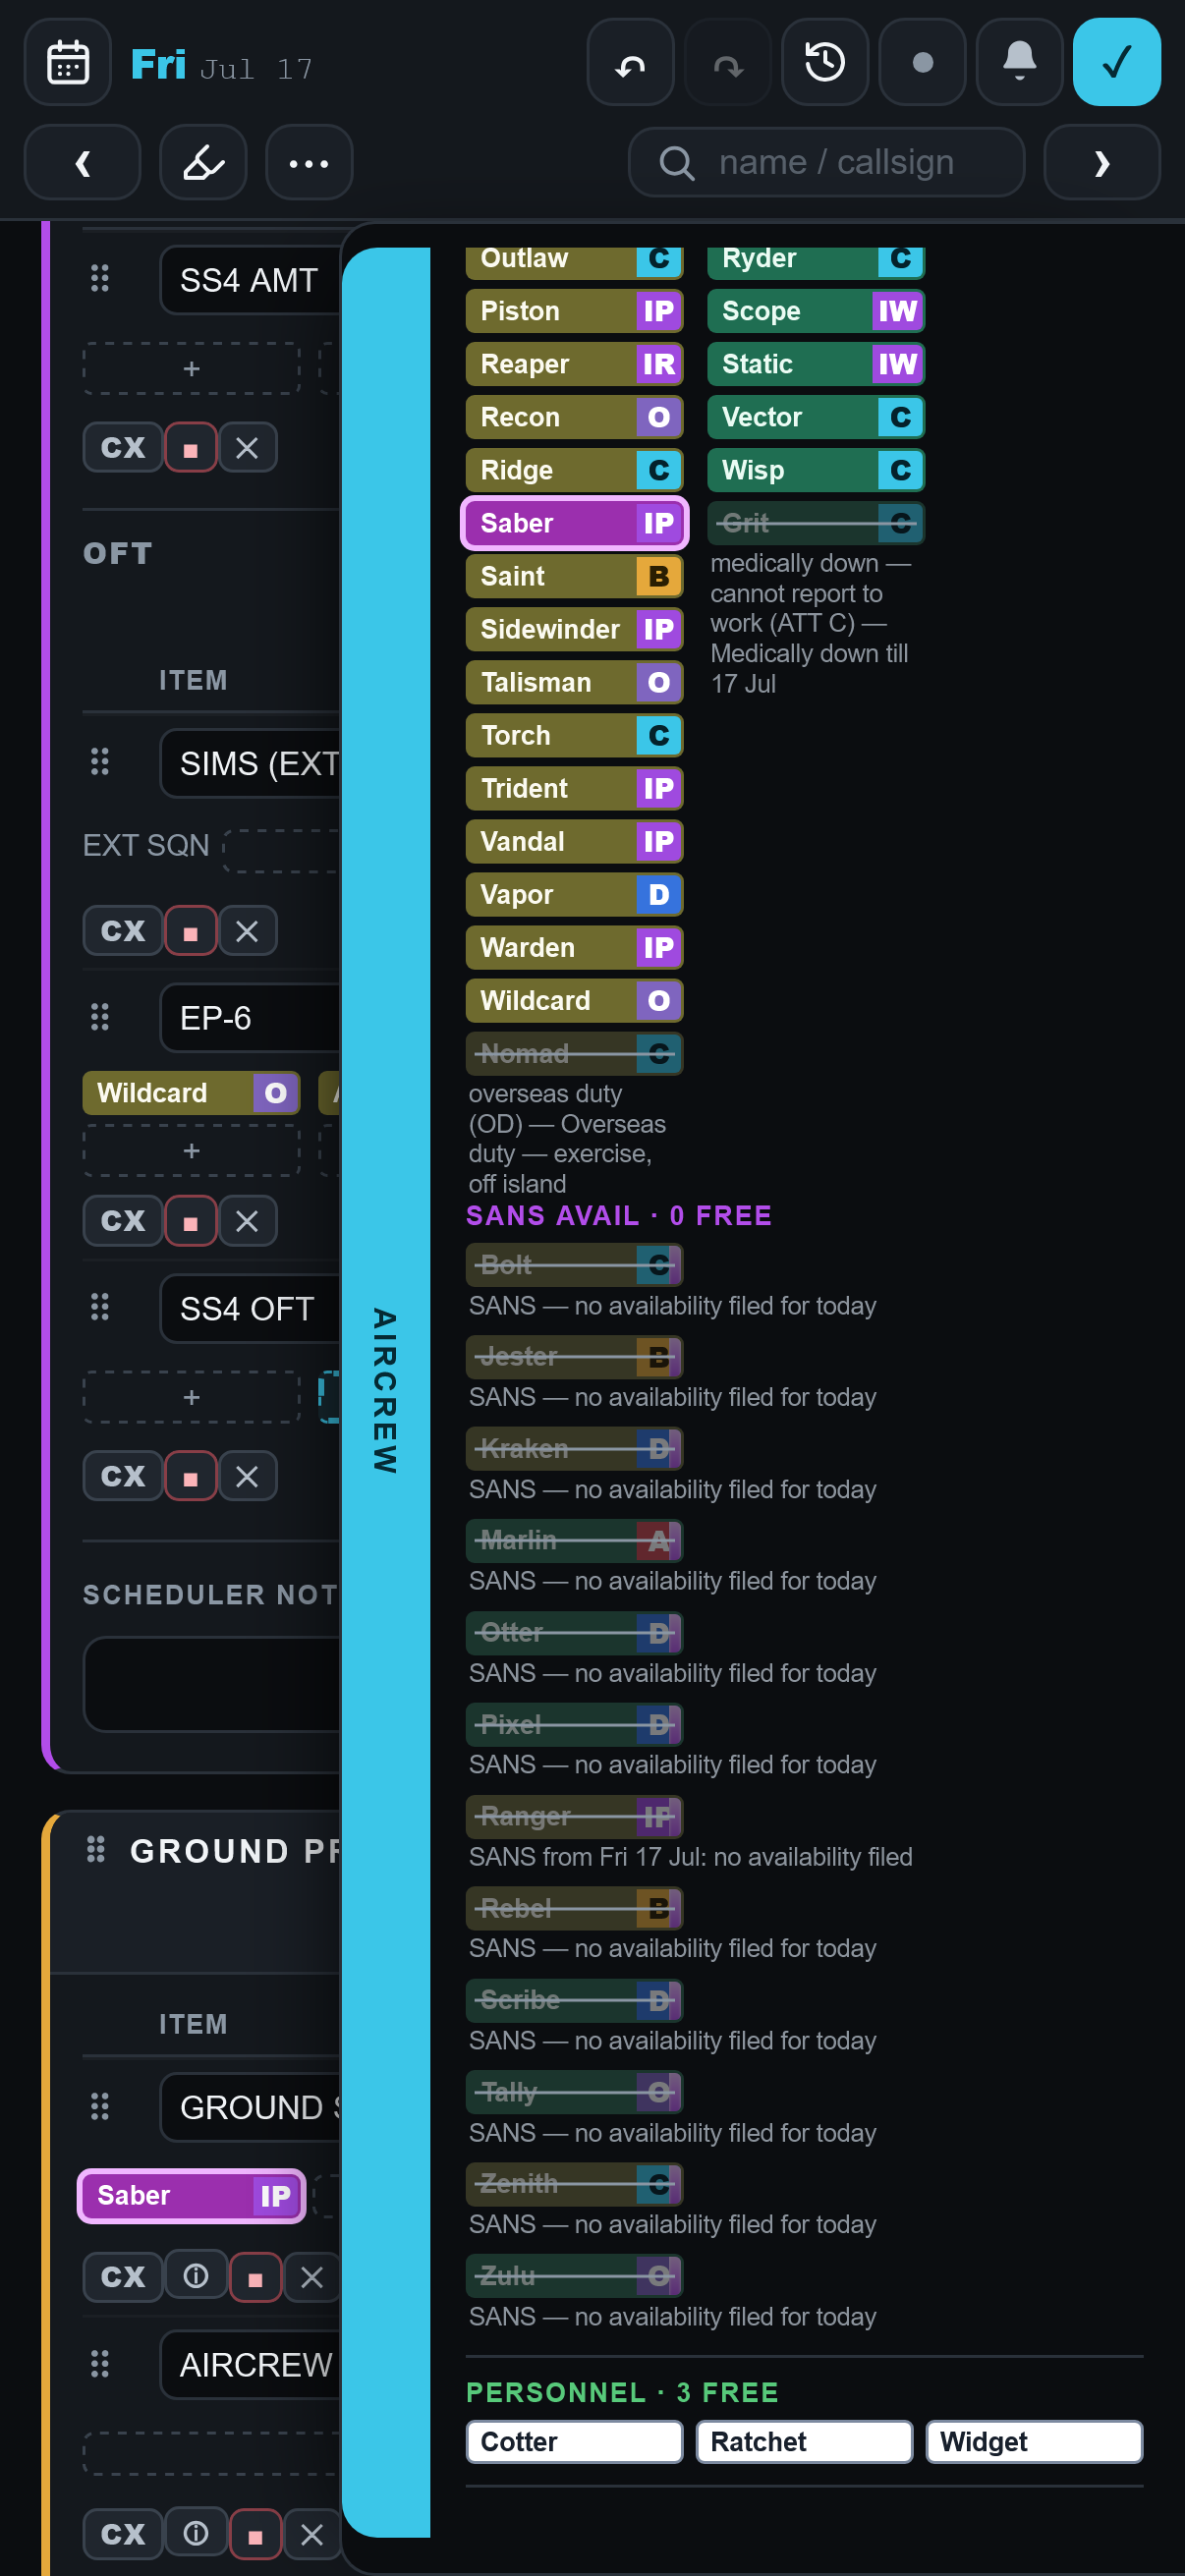 Fri Jul 17
name / callsign
SS4 AMT
+
CX
OFT
ITEM
SIMS (EXT
EXT SQN
CX
EP-6
Wildcard O
+
CX
SS4 OFT
+
CX
SCHEDULER NOT
GROUND PR
ITEM
GROUND S
Saber IP
CX
AIRCREW
CX
AIRCREW
Outlaw C
Piston IP
Reaper IR
Recon O
Ridge C
Saber IP
Saint B
Sidewinder IP
Talisman O
Torch C
Trident IP
Vandal IP
Vapor D
Warden IP
Wildcard O
Nomad C
overseas duty
(OD) — Overseas
duty — exercise,
off island
Ryder C
Scope IW
Static IW
Vector C
Wisp C
Grit C
medically down —
cannot report to
work (ATT C) —
Medically down till
17 Jul
SANS AVAIL · 0 FREE
Bolt C
SANS — no availability filed for today
Jester B
SANS — no availability filed for today
Kraken D
SANS — no availability filed for today
Marlin A
SANS — no availability filed for today
Otter D
SANS — no availability filed for today
Pixel D
SANS — no availability filed for today
Ranger IP
SANS from Fri 17 Jul: no availability filed
Rebel B
SANS — no availability filed for today
Scribe D
SANS — no availability filed for today
Tally O
SANS — no availability filed for today
Zenith C
SANS — no availability filed for today
Zulu O
SANS — no availability filed for today
PERSONNEL · 3 FREE
Cotter
Ratchet
Widget